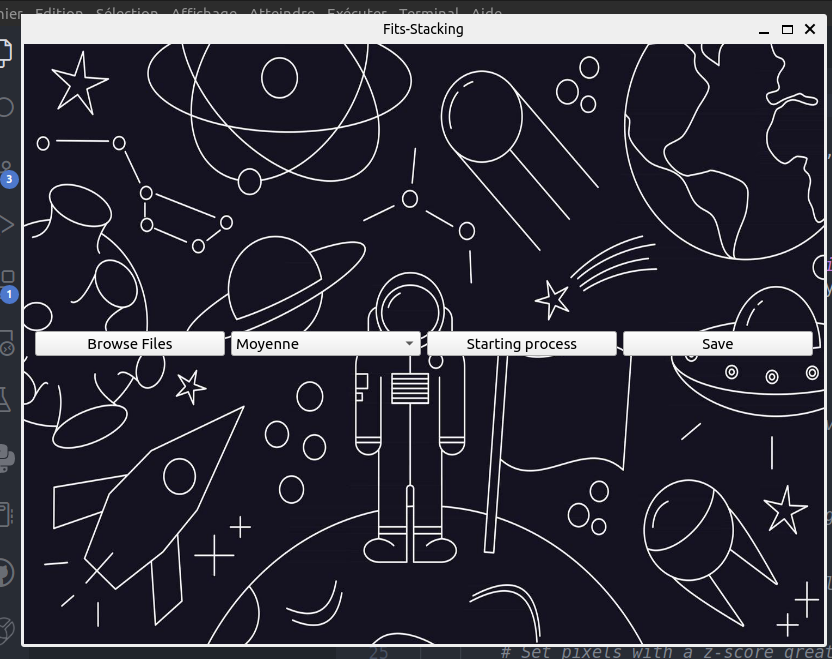 Edition Sélection Affichage Atteindre Exécuter Terminal Aide
Fits-Stacking
3
1
Browse Files
Moyenne
Starting process
Save
25 # Set pixels with a z-score great